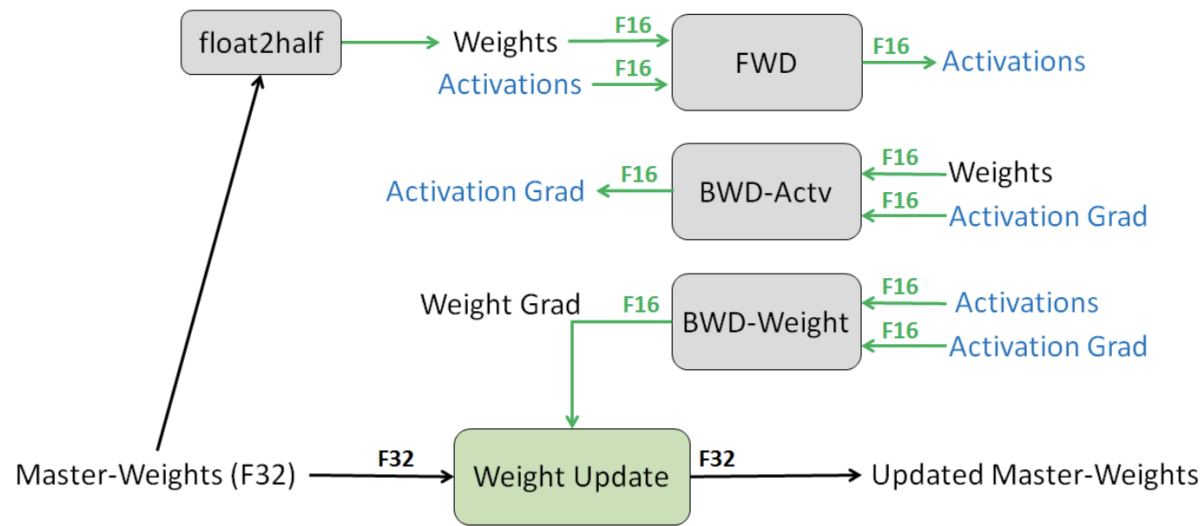 float2half
Weights
F16
Activations
F16
FWD
F16
Activations
Activation Grad
F16
BWD-Actv
F16
Weights
F16
Activation Grad
Weight Grad
F16
BWD-Weight
F16
Activations
F16
Activation Grad
Master-Weights (F32)
F32
Weight Update
F32
Updated Master-Weights